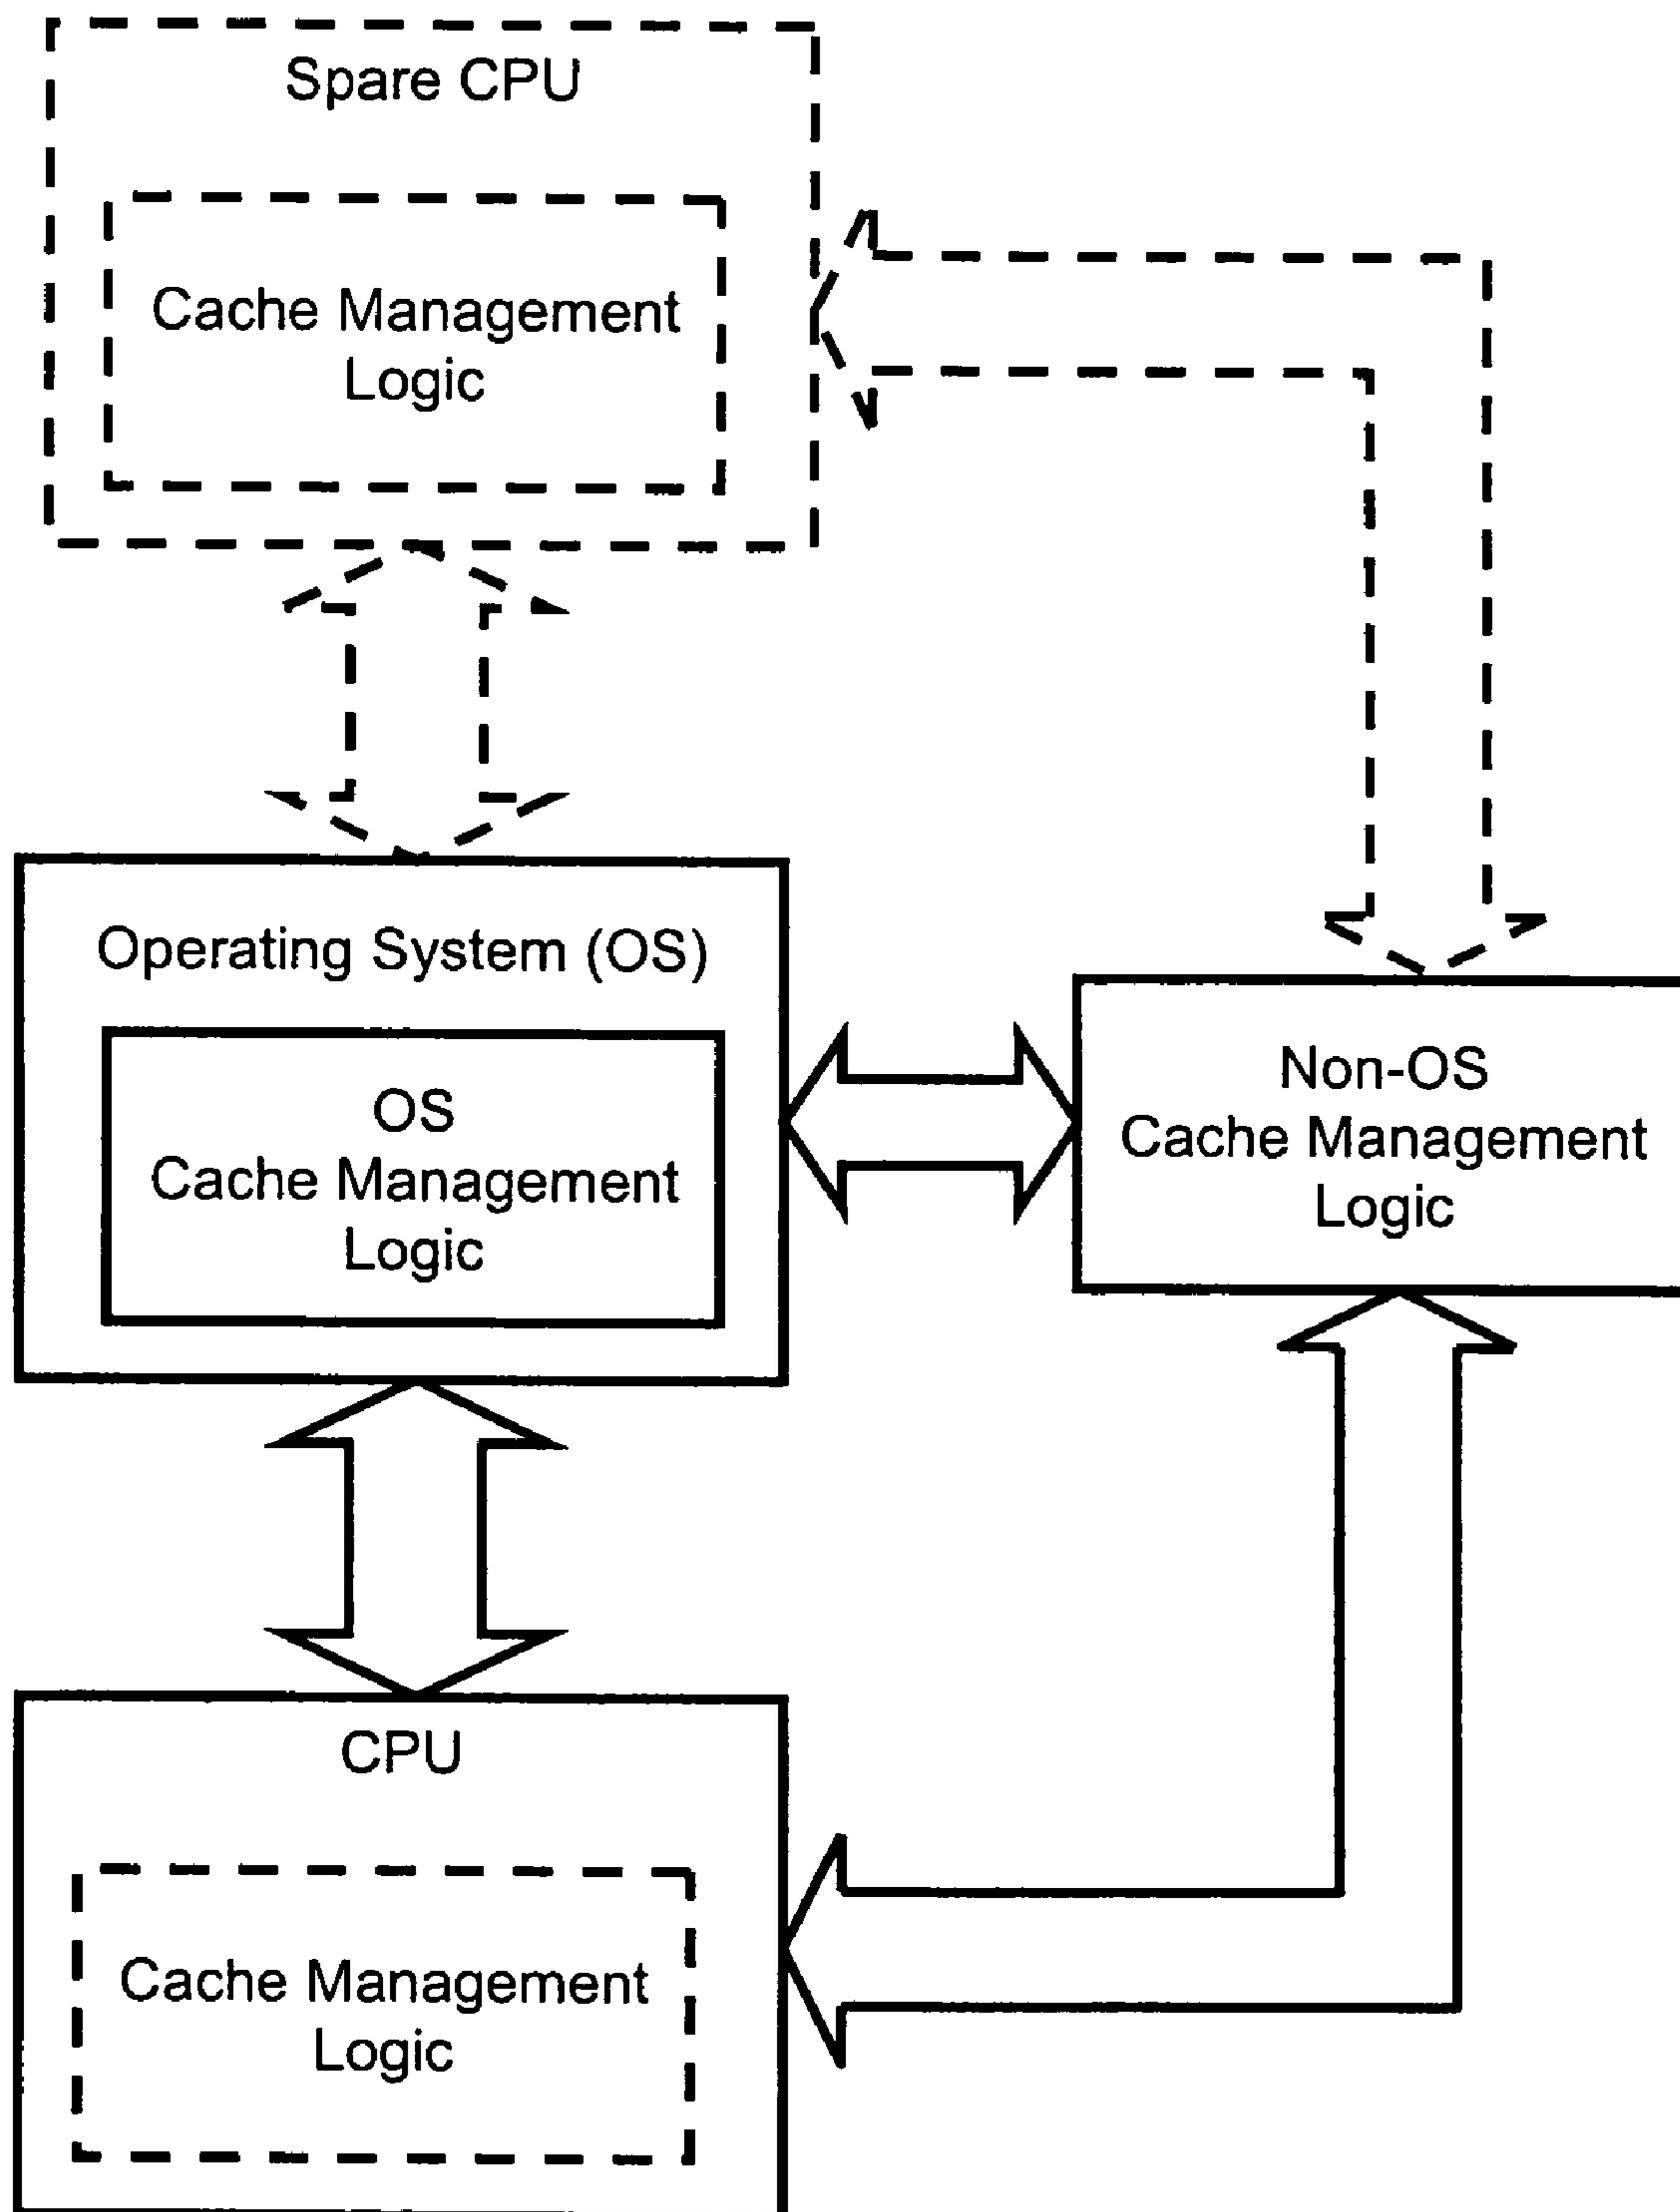 Spare CPU
Cache Management
Logic
Operating System (OS)
OS
Cache Management
Logic
Non-OS
Cache Management
Logic
CPU
Cache Management
Logic